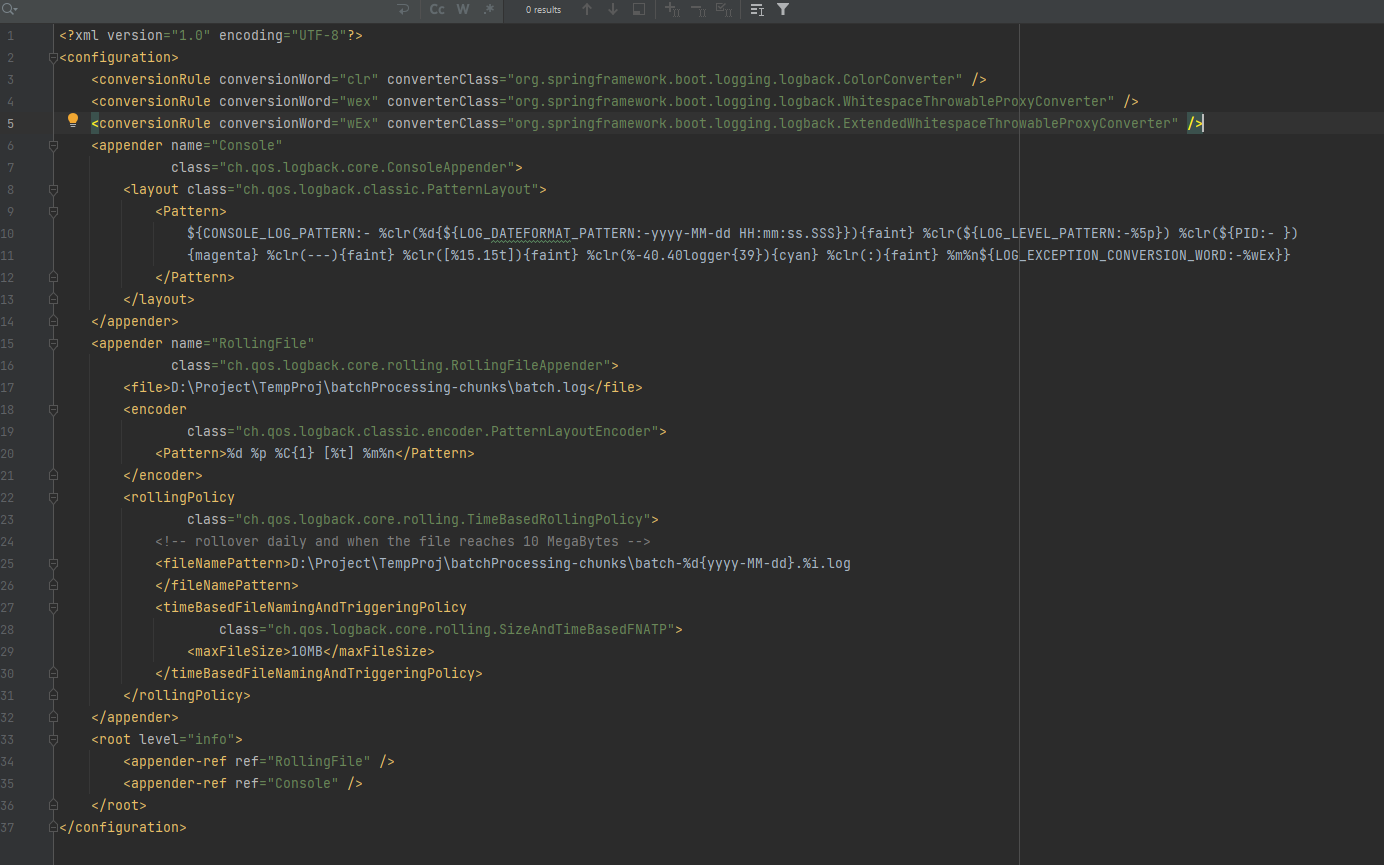 Cc W .* 0 results
1 <?xml version="1.0" encoding="UTF-8"?>
2 <configuration>
3 <conversionRule conversionWord="clr" converterClass="org.springframework.boot.logging.logback.ColorConverter" />
4 <conversionRule conversionWord="wex" converterClass="org.springframework.boot.logging.logback.WhitespaceThrowableProxyConverter" />
5 <conversionRule conversionWord="wEx" converterClass="org.springframework.boot.logging.logback.ExtendedWhitespaceThrowableProxyConverter" />
6 <appender name="Console"
7 class="ch.qos.logback.core.ConsoleAppender">
8 <layout class="ch.qos.logback.classic.PatternLayout">
9 <Pattern>
10 ${CONSOLE_LOG_PATTERN:- %clr(%d{${LOG_DATEFORMAT_PATTERN:-yyyy-MM-dd HH:mm:ss.SSS}}){faint} %clr(${LOG_LEVEL_PATTERN:-%5p}) %clr(${PID:- })
11 {magenta} %clr(---){faint} %clr([%15.15t]){faint} %clr(%-40.40logger{39}){cyan} %clr(:){faint} %m%n${LOG_EXCEPTION_CONVERSION_WORD:-%wEx}}
12 </Pattern>
13 </layout>
14 </appender>
15 <appender name="RollingFile"
16 class="ch.qos.logback.core.rolling.RollingFileAppender">
17 <file>D:\Project\TempProj\batchProcessing-chunks\batch.log</file>
18 <encoder
19 class="ch.qos.logback.classic.encoder.PatternLayoutEncoder">
20 <Pattern>%d %p %C{1} [%t] %m%n</Pattern>
21 </encoder>
22 <rollingPolicy
23 class="ch.qos.logback.core.rolling.TimeBasedRollingPolicy">
24 <!-- rollover daily and when the file reaches 10 MegaBytes -->
25 <fileNamePattern>D:\Project\TempProj\batchProcessing-chunks\batch-%d{yyyy-MM-dd}.%i.log
26 </fileNamePattern>
27 <timeBasedFileNamingAndTriggeringPolicy
28 class="ch.qos.logback.core.rolling.SizeAndTimeBasedFNATP">
29 <maxFileSize>10MB</maxFileSize>
30 </timeBasedFileNamingAndTriggeringPolicy>
31 </rollingPolicy>
32 </appender>
33 <root level="info">
34 <appender-ref ref="RollingFile" />
35 <appender-ref ref="Console" />
36 </root>
37 </configuration>